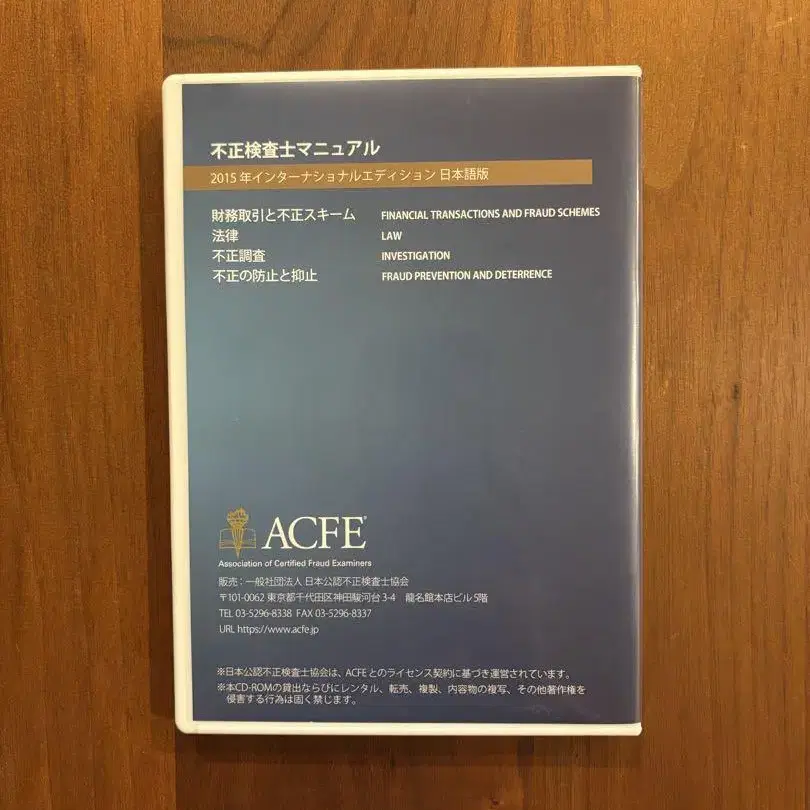 不正検査士マニュアル
2015 年インターナショナルエディション 日本語版
財務取引と不正スキーム FINANCIAL TRANSACTIONS AND FRAUD SCHEMES
法律 LAW
不正調査 INVESTIGATION
不正の防止と抑止 FRAUD PREVENTION AND DETERRENCE
ACFE®
Association of Certified Fraud Examiners
販売:一般社団法人 日本公認不正検査士協会
〒101-0062 東京都千代田区神田駿河台 3-4 龍名館本店ビル 5階
TEL 03-5296-8338 FAX 03-5296-8337
URL https://www.acfe.jp
※日本公認不正検査士協会は、ACFE とのライセンス契約に基づき運営されています。
※本CD-ROMの貸出ならびにレンタル、転売、複製、内容物の複写、その他著作権を
侵害する行為は固く禁じます。